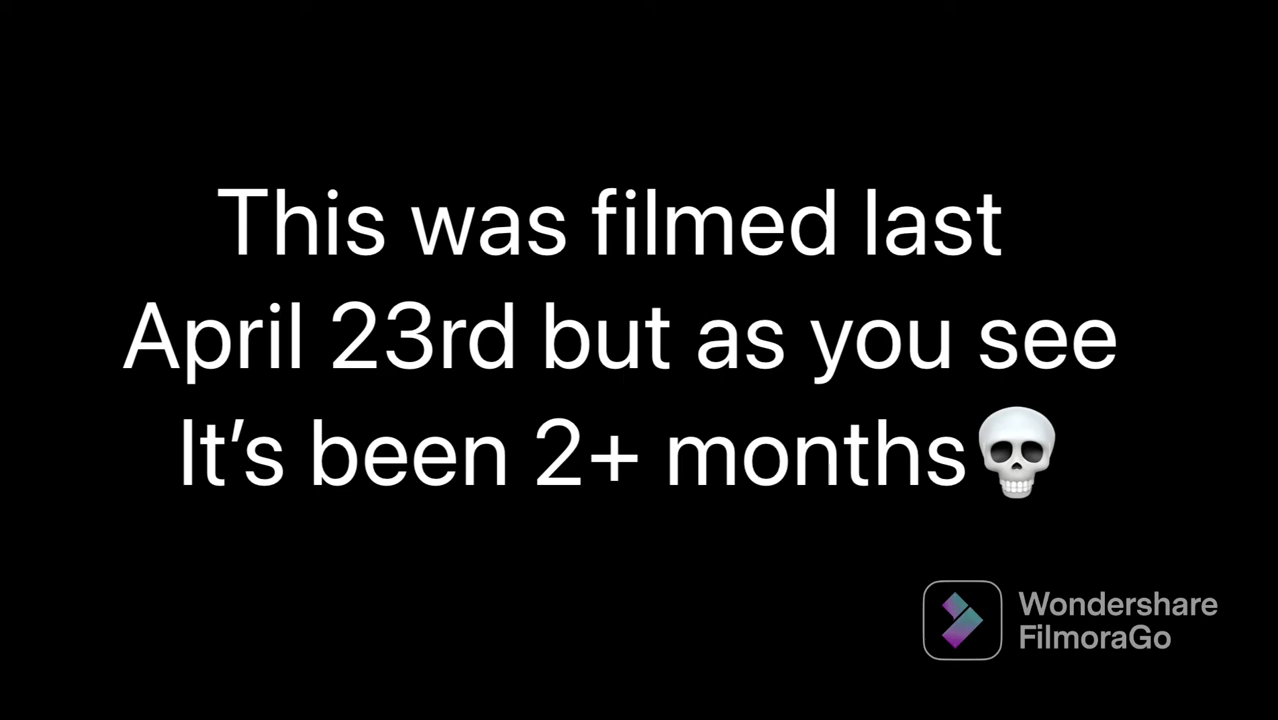 This was filmed last
April 23rd but as you see
It’s been 2+ months💀
Wondershare
FilmoraGo